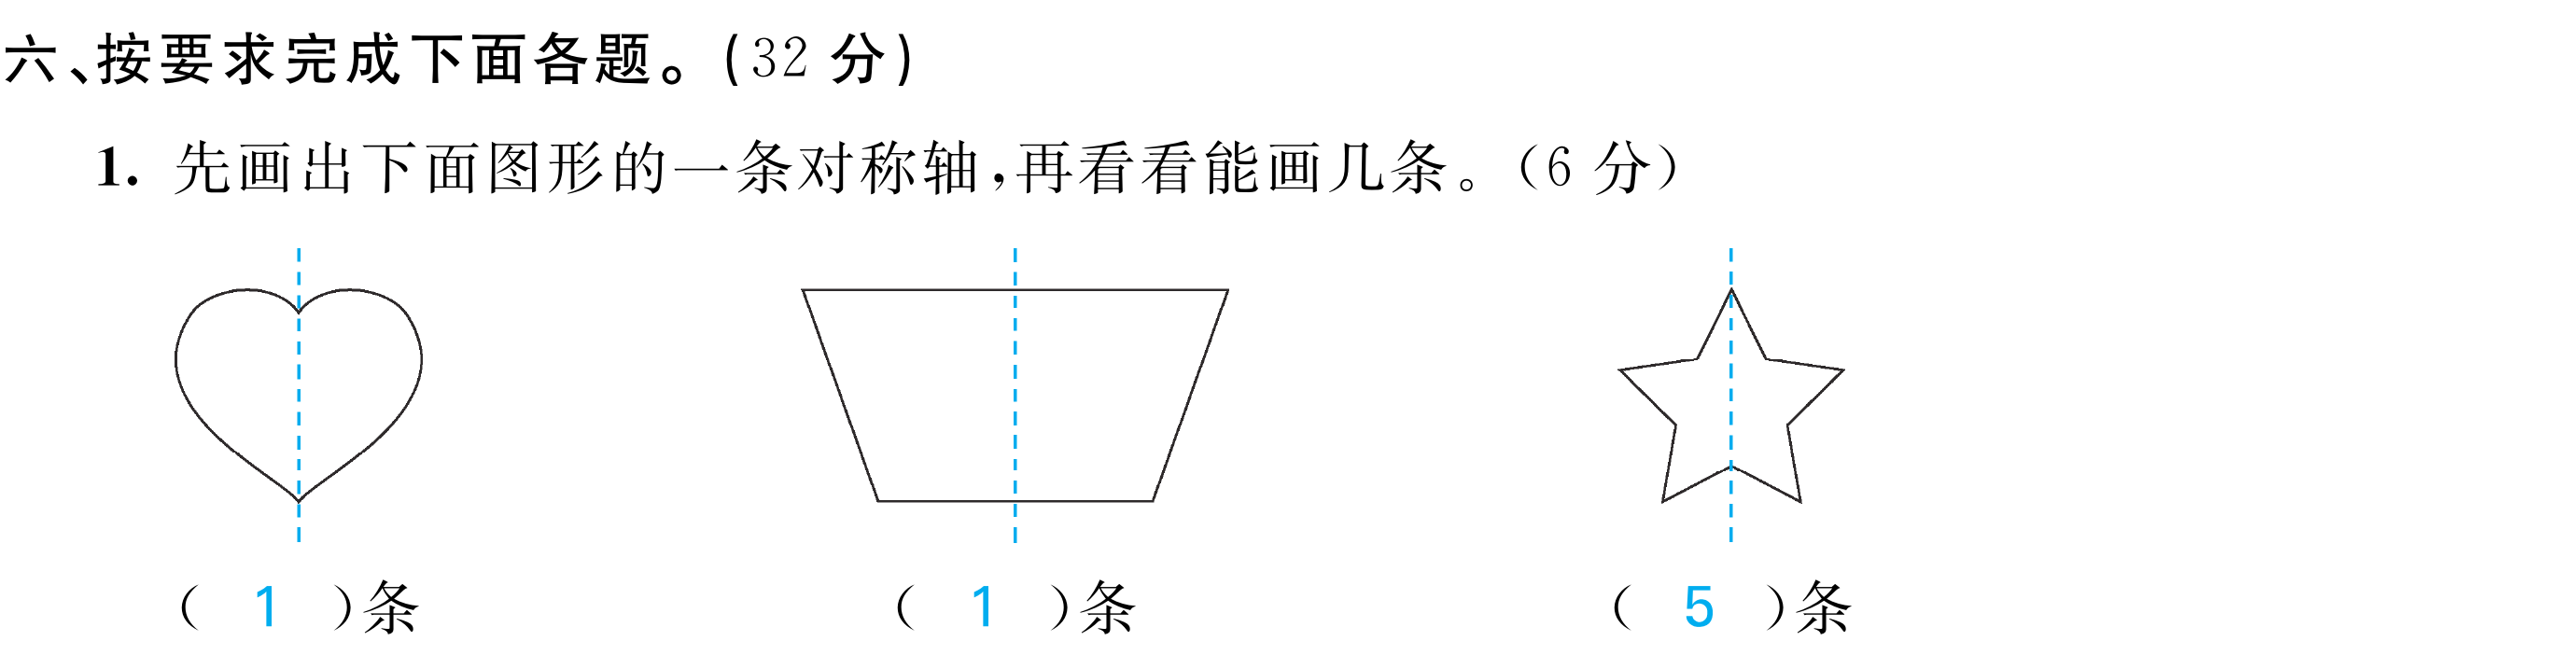 六、按要求完成下面各题。(32 分)
1. 先画出下面图形的一条对称轴,再看看能画几条。(6 分)
( 1 )条 ( 1 )条 ( 5 )条